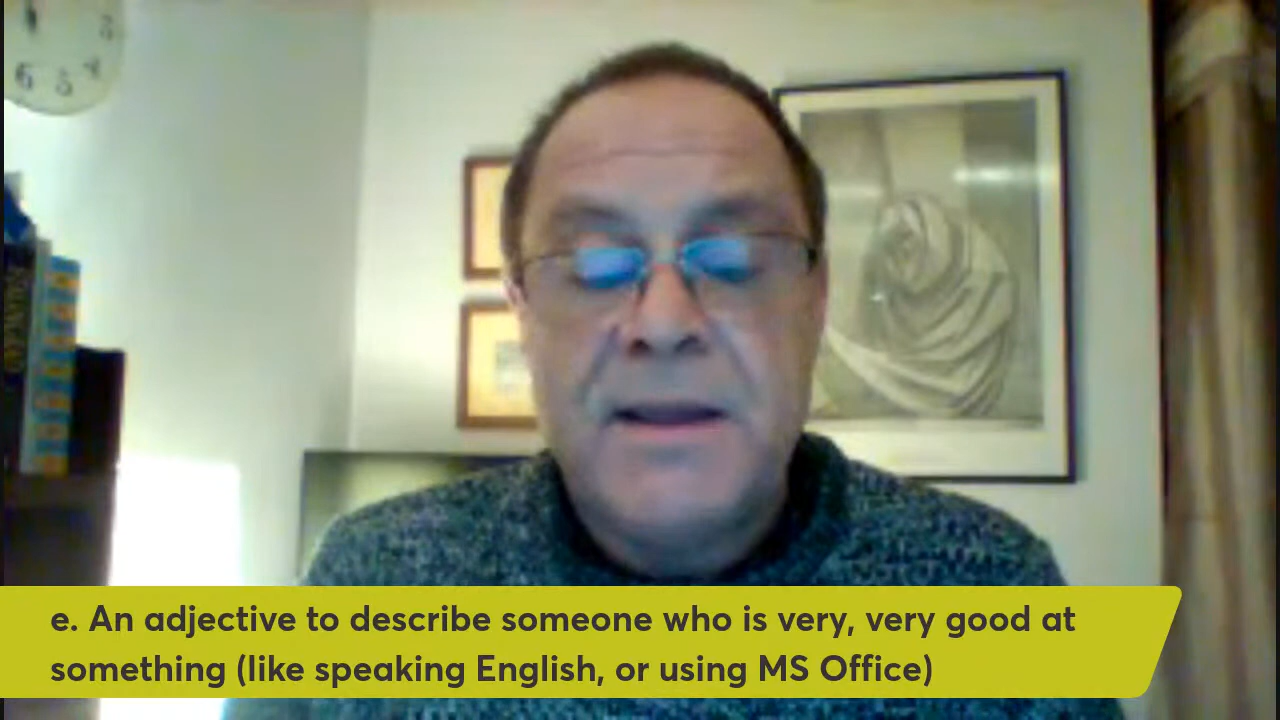 e. An adjective to describe someone who is very, very good at
something (like speaking English, or using MS Office)